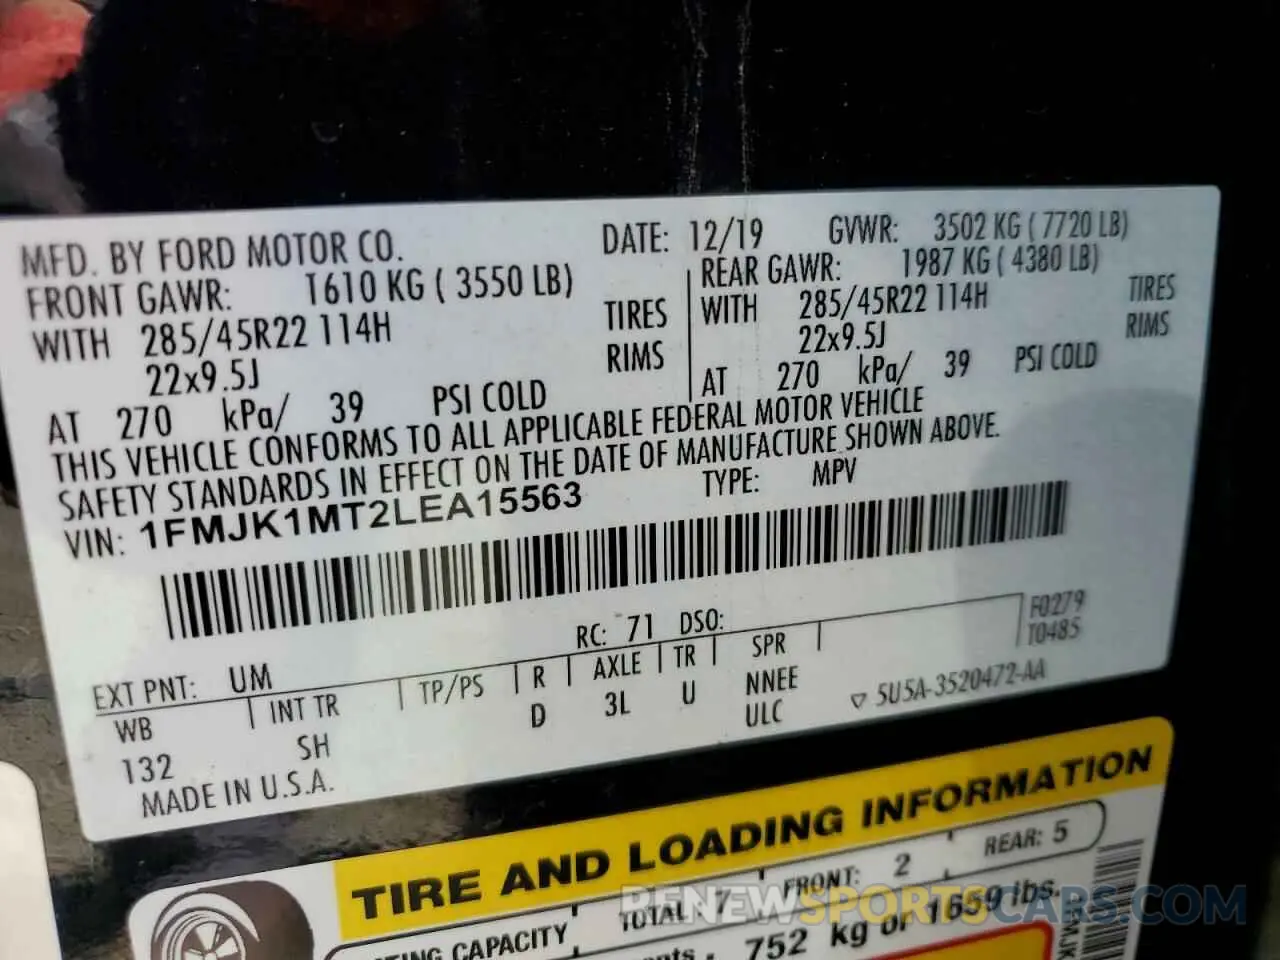 MFD. BY FORD MOTOR CO. DATE: 12/19 GVWR: 3502 KG ( 7720 LB)
FRONT GAWR: 1610 KG ( 3550 LB) REAR GAWR: 1987 KG ( 4380 LB)
WITH 285/45R22 114H TIRES WITH 285/45R22 114H TIRES
22x9.5J RIMS 22x9.5J RIMS
AT 270 kPa/ 39 PSI COLD AT 270 kPa/ 39 PSI COLD
THIS VEHICLE CONFORMS TO ALL APPLICABLE FEDERAL MOTOR VEHICLE
SAFETY STANDARDS IN EFFECT ON THE DATE OF MANUFACTURE SHOWN ABOVE.
VIN: 1FMJK1MT2LEA15563 TYPE: MPV
RC: 71 DSO: F0279
T0485
EXT PNT: UM
WB INT TR TP/PS R AXLE TR SPR
132 SH D 3L U NNEE
ULC
▽ 5U5A-3520472-AA
MADE IN U.S.A.
TIRE AND LOADING INFORMATION
CAPACITY TOTAL 7 FRONT: 2 REAR: 5
752 kg or 1659 lbs.
RENEWSPORTSCARS.COM